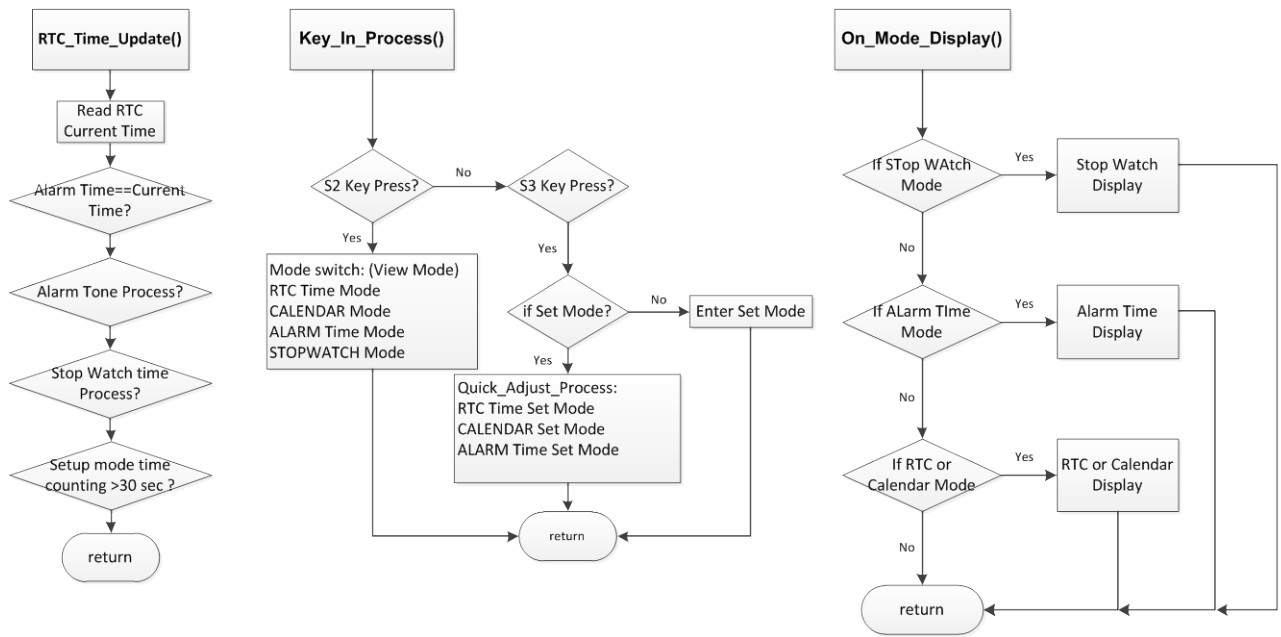 RTC_Time_Update()
Read RTC
Current Time
Alarm Time==Current
Time?
Alarm Tone Process?
Stop Watch time
Process?
Setup mode time
counting >30 sec ?
return
Key_In_Process()
S2 Key Press?
No
S3 Key Press?
Yes
Mode switch: (View Mode)
RTC Time Mode
CALENDAR Mode
ALARM Time Mode
STOPWATCH Mode
Yes
if Set Mode?
No
Enter Set Mode
Yes
Quick_Adjust_Process:
RTC Time Set Mode
CALENDAR Set Mode
ALARM Time Set Mode
return
On_Mode_Display()
If STop WAtch
Mode
Yes
Stop Watch
Display
No
If ALarm TIme
Mode
Yes
Alarm Time
Display
No
If RTC or
Calendar Mode
Yes
RTC or Calendar
Display
No
return